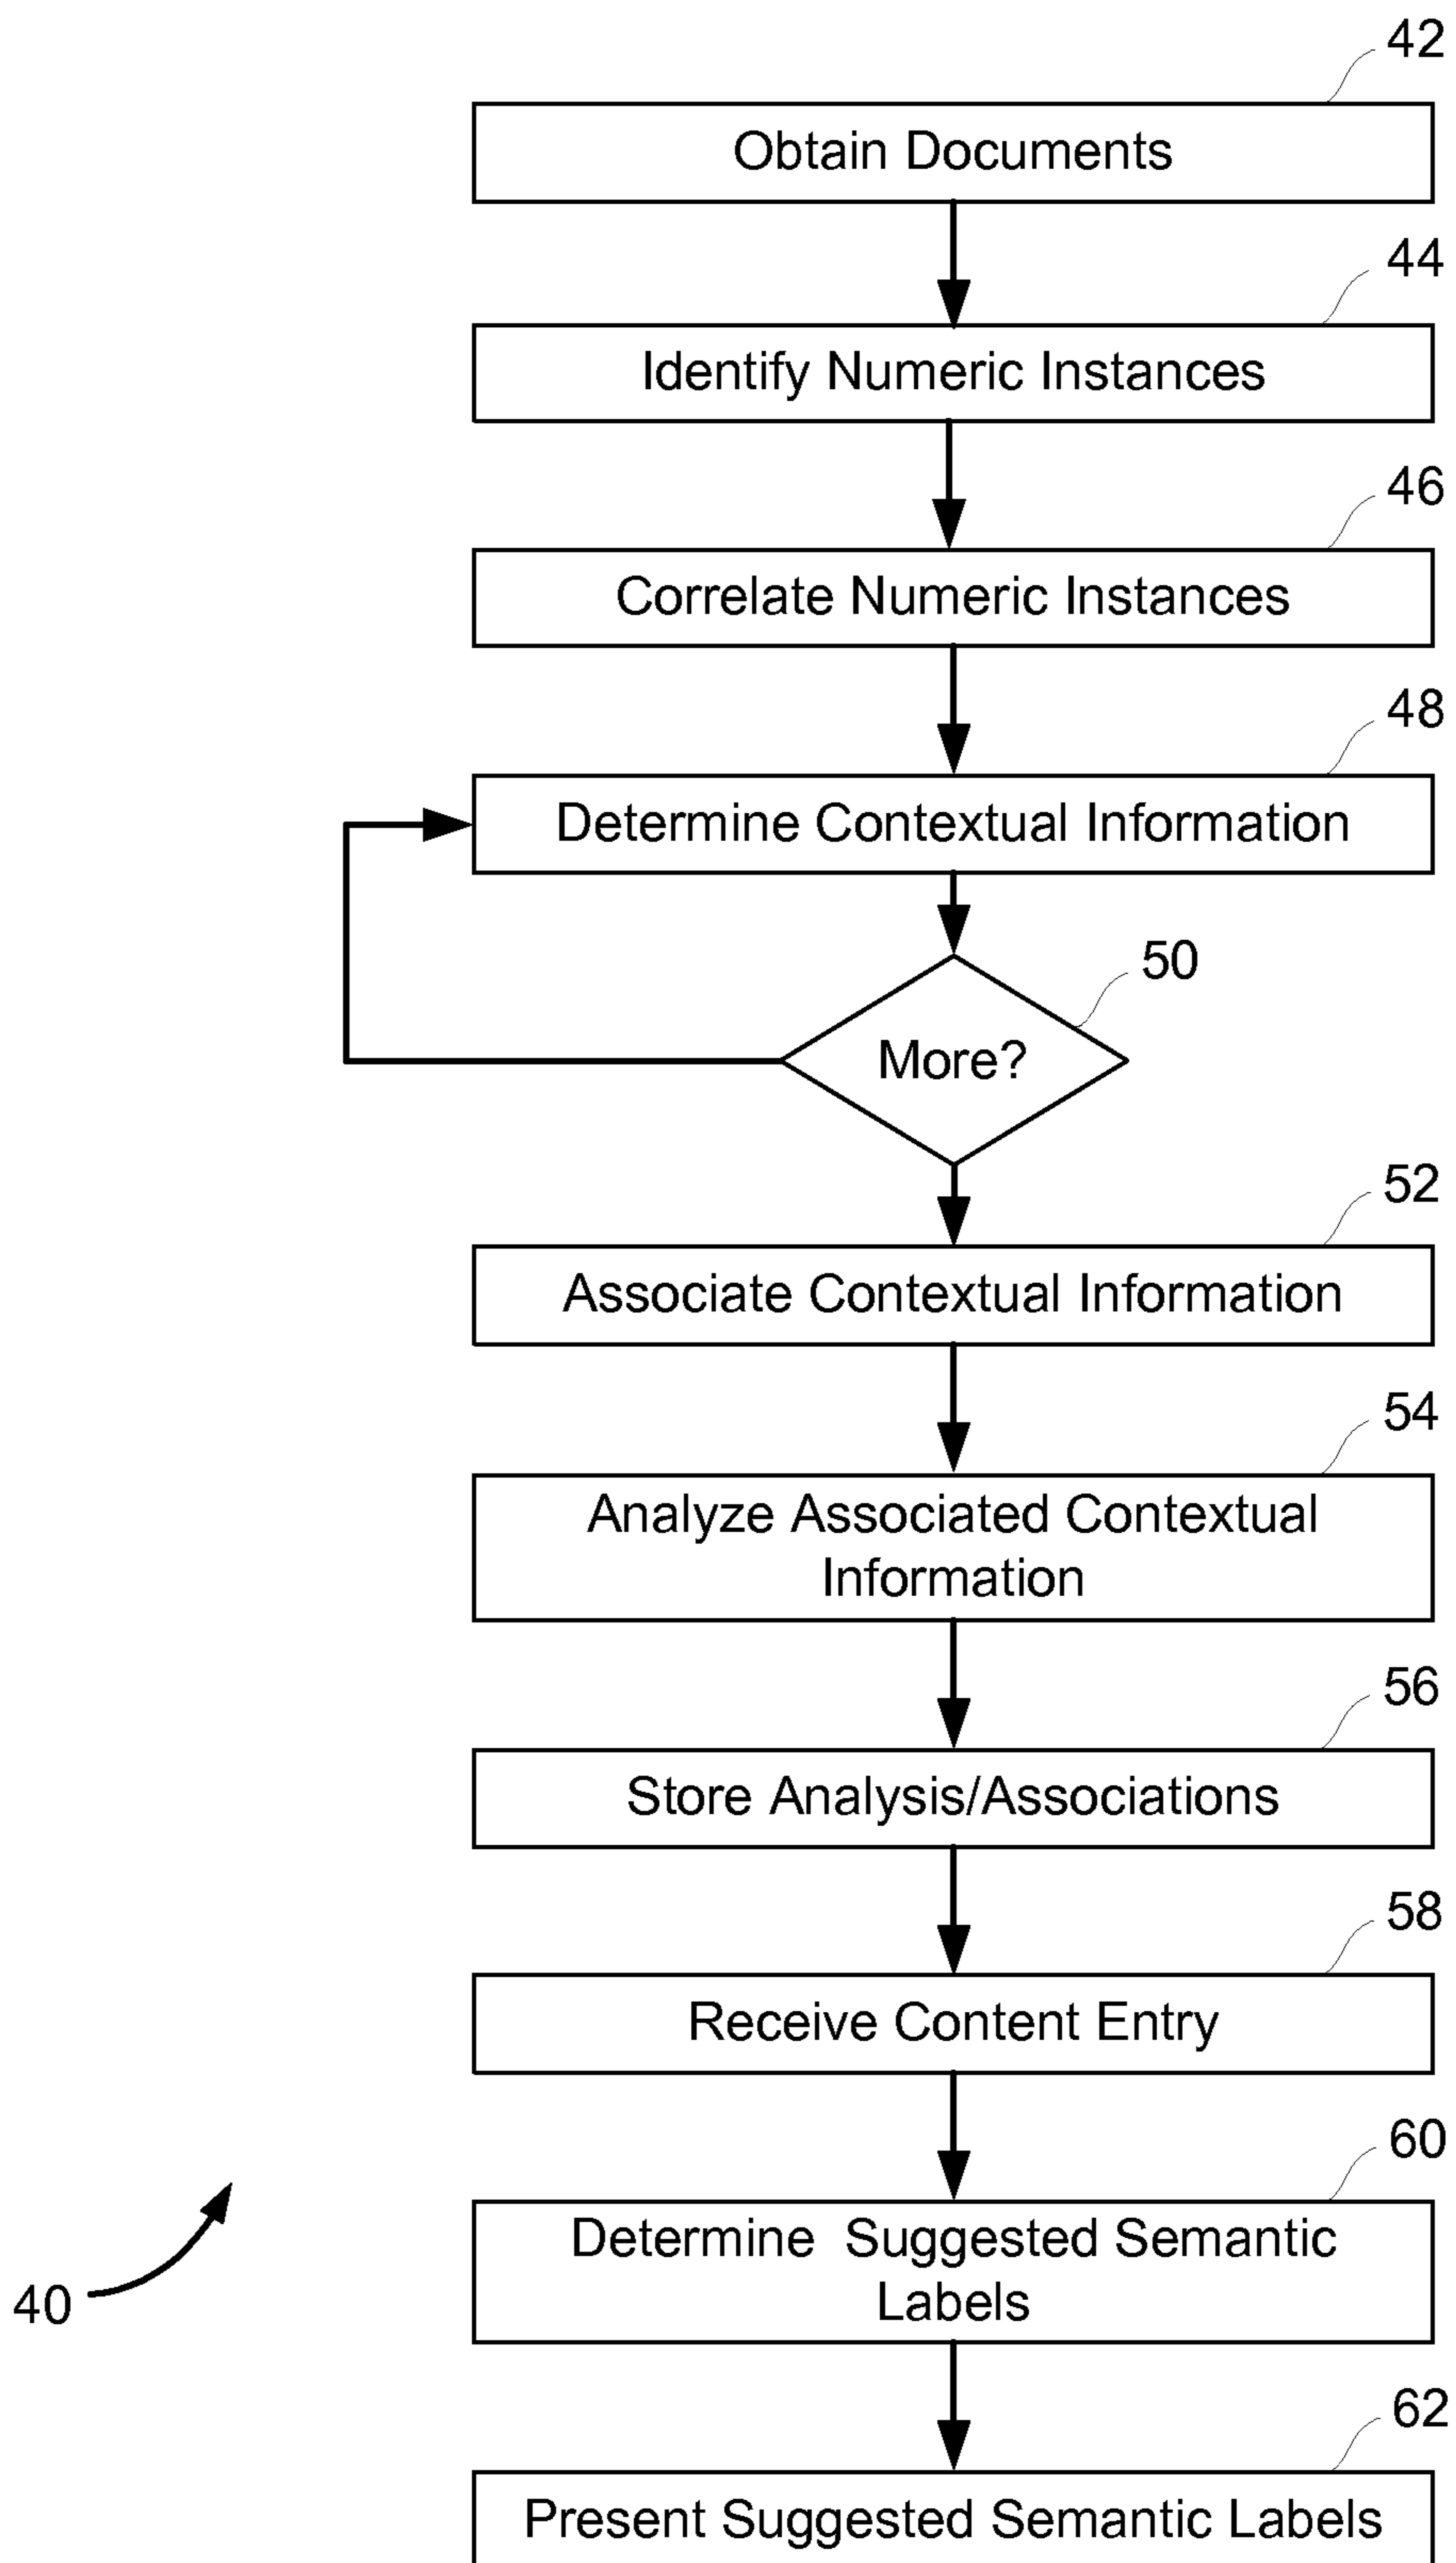 42
Obtain Documents
44
Identify Numeric Instances
46
Correlate Numeric Instances
48
Determine Contextual Information
50
More?
52
Associate Contextual Information
54
Analyze Associated Contextual
Information
56
Store Analysis/Associations
58
Receive Content Entry
60
Determine Suggested Semantic
Labels
40
62
Present Suggested Semantic Labels